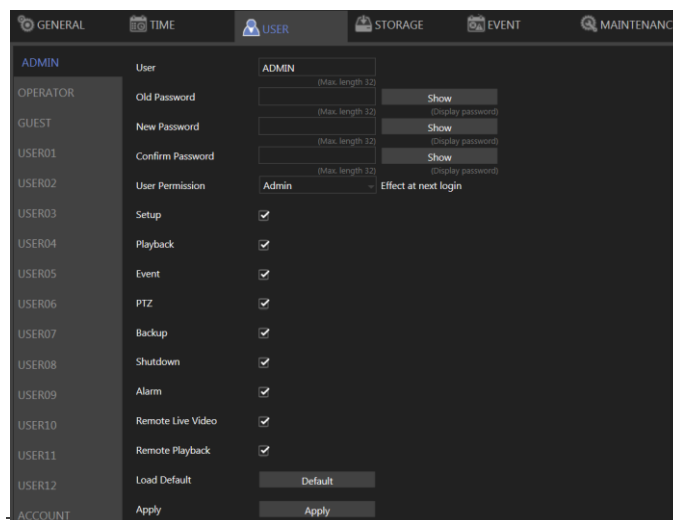 GENERAL TIME USER STORAGE EVENT MAINTENANC
ADMIN
OPERATOR
GUEST
USER01
USER02
USER03
USER04
USER05
USER06
USER07
USER08
USER09
USER10
USER11
USER12
ACCOUNT
User ADMIN
(Max. length 32)
Old Password Show
(Max. length 32) (Display password)
New Password Show
(Max. length 32) (Display password)
Confirm Password Show
(Max. length 32) (Display password)
User Permission Admin Effect at next login
Setup
Playback
Event
PTZ
Backup
Shutdown
Alarm
Remote Live Video
Remote Playback
Load Default Default
Apply Apply